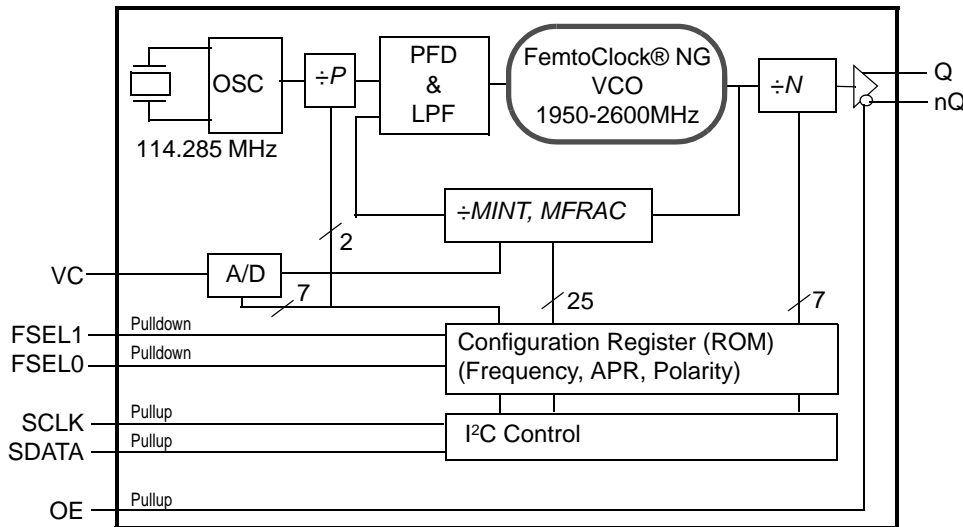 PFD
&
LPF
FemtoClock® NG
VCO
1950-2600MHz
OSC
÷P
÷N
Q
nQ
114.285 MHz
÷MINT, MFRAC
2
VC
A/D
7
25
7
FSEL1
Pulldown
FSEL0
Pulldown
Configuration Register (ROM)
(Frequency, APR, Polarity)
SCLK
Pullup
SDATA
Pullup
I²C Control
OE
Pullup